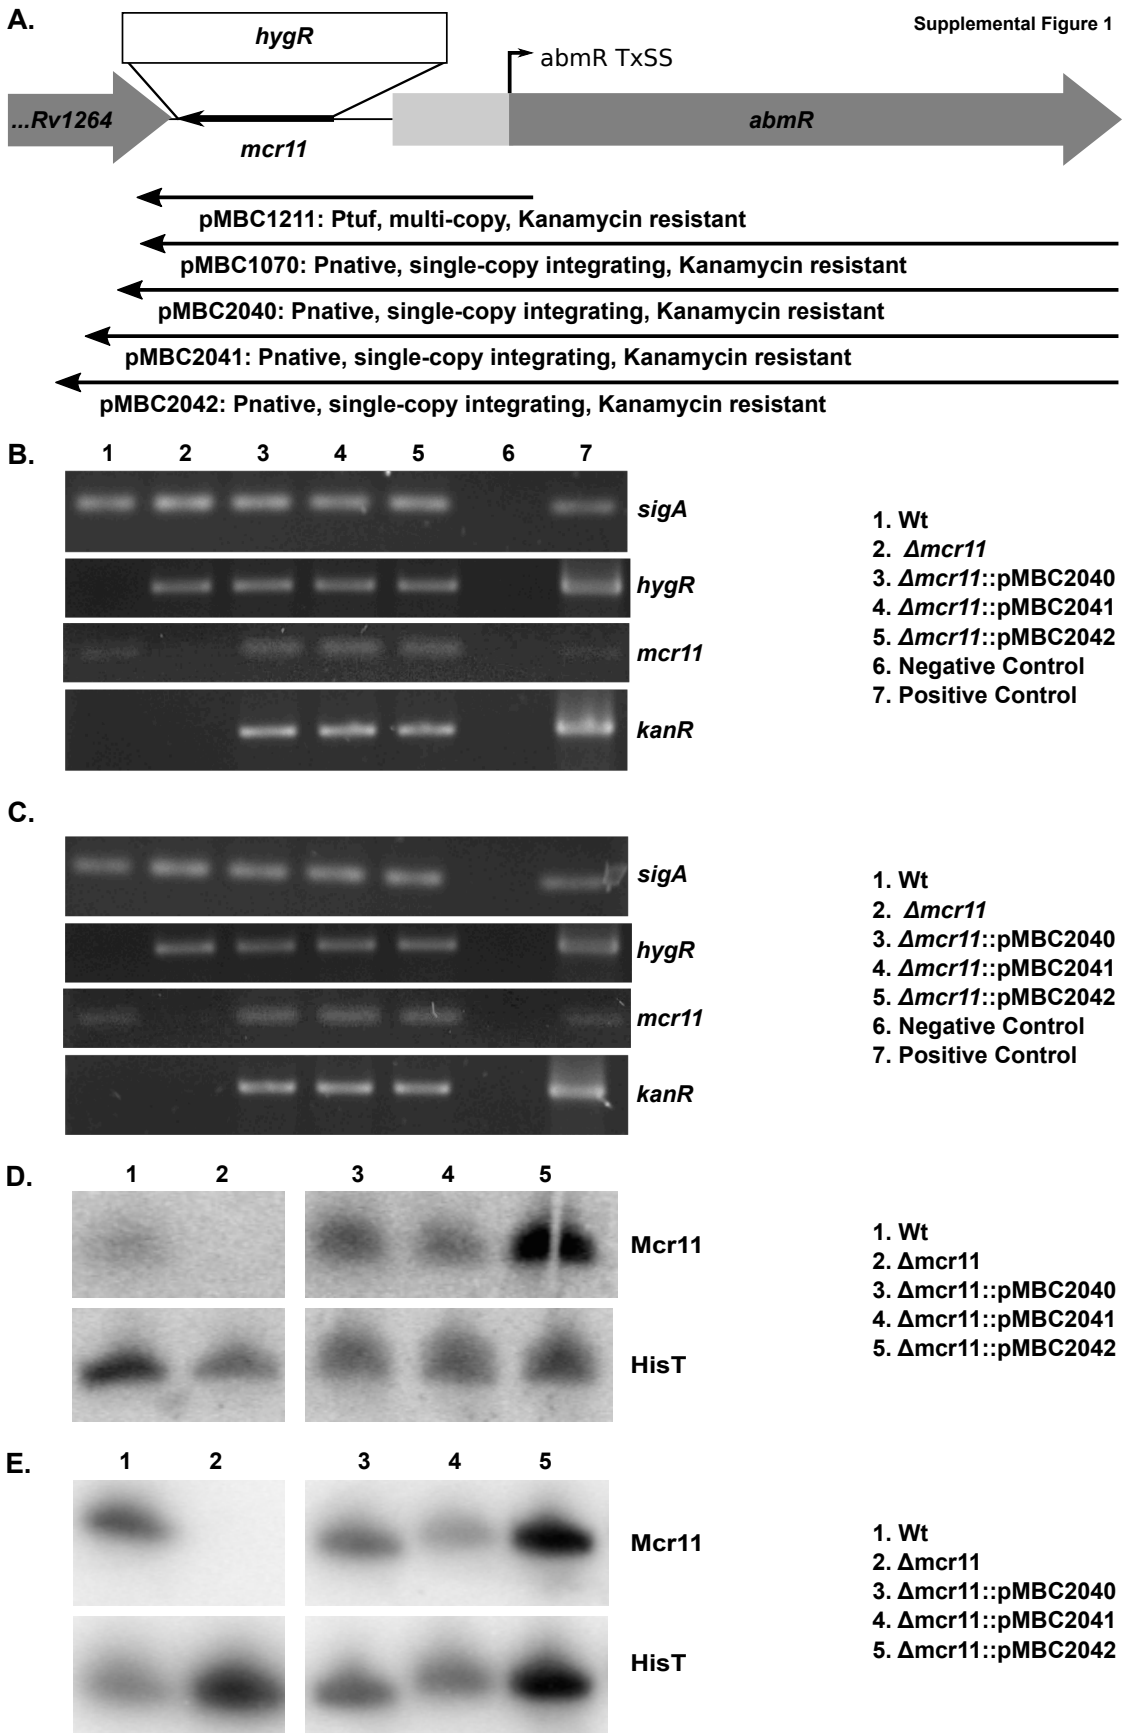 A.
Supplemental Figure 1
hygR
abmR TxSS
...Rv1264
abmR
mcr11
pMBC1211: Ptuf, multi-copy, Kanamycin resistant
pMBC1070: Pnative, single-copy integrating, Kanamycin resistant
pMBC2040: Pnative, single-copy integrating, Kanamycin resistant
pMBC2041: Pnative, single-copy integrating, Kanamycin resistant
pMBC2042: Pnative, single-copy integrating, Kanamycin resistant
B.
1 2 3 4 5 6 7
sigA
hygR
mcr11
kanR
1. Wt
2. Δmcr11
3. Δmcr11::pMBC2040
4. Δmcr11::pMBC2041
5. Δmcr11::pMBC2042
6. Negative Control
7. Positive Control
C.
sigA
hygR
mcr11
kanR
1. Wt
2. Δmcr11
3. Δmcr11::pMBC2040
4. Δmcr11::pMBC2041
5. Δmcr11::pMBC2042
6. Negative Control
7. Positive Control
D.
1 2 3 4 5
Mcr11
HisT
1. Wt
2. Δmcr11
3. Δmcr11::pMBC2040
4. Δmcr11::pMBC2041
5. Δmcr11::pMBC2042
E.
1 2 3 4 5
Mcr11
HisT
1. Wt
2. Δmcr11
3. Δmcr11::pMBC2040
4. Δmcr11::pMBC2041
5. Δmcr11::pMBC2042